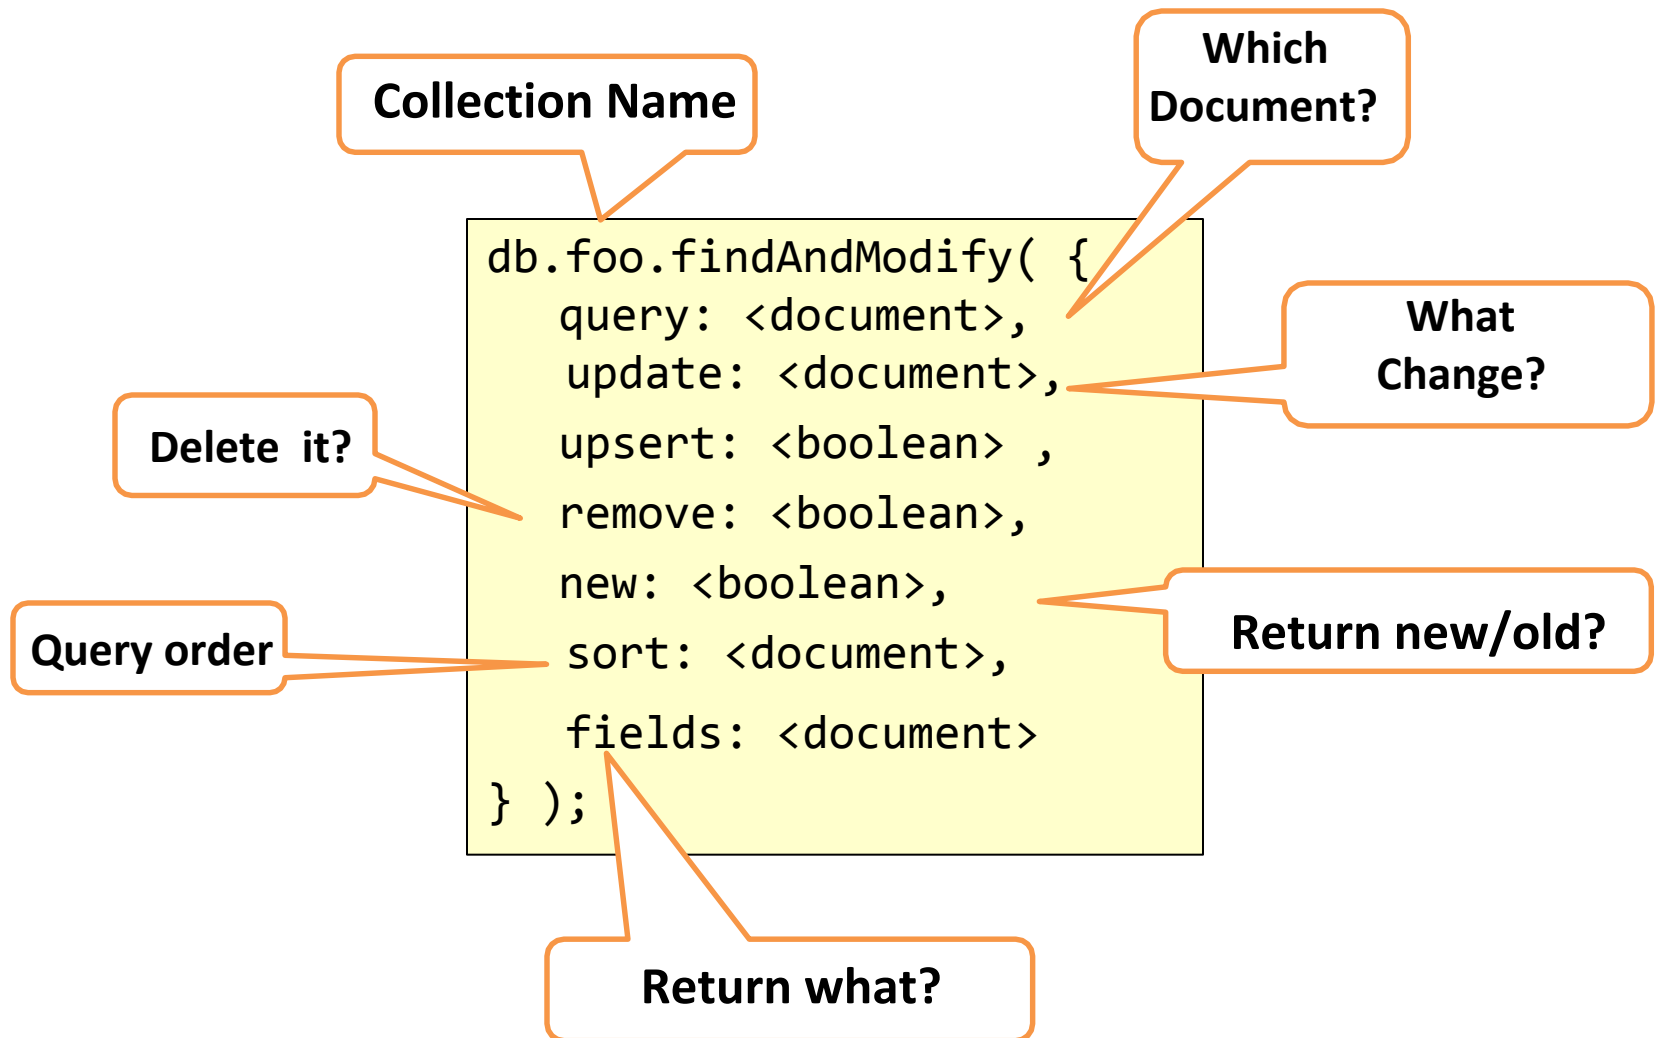 Which
Document?
Collection Name
db.foo.findAndModify( {
query: <document>,
What
Change?
update: <document>,
Delete  it?
upsert: <boolean> ,
remove: <boolean>,
new: <boolean>,
Return new/old?
Query order
sort: <document>,
fields: <document>
} );
Return what?